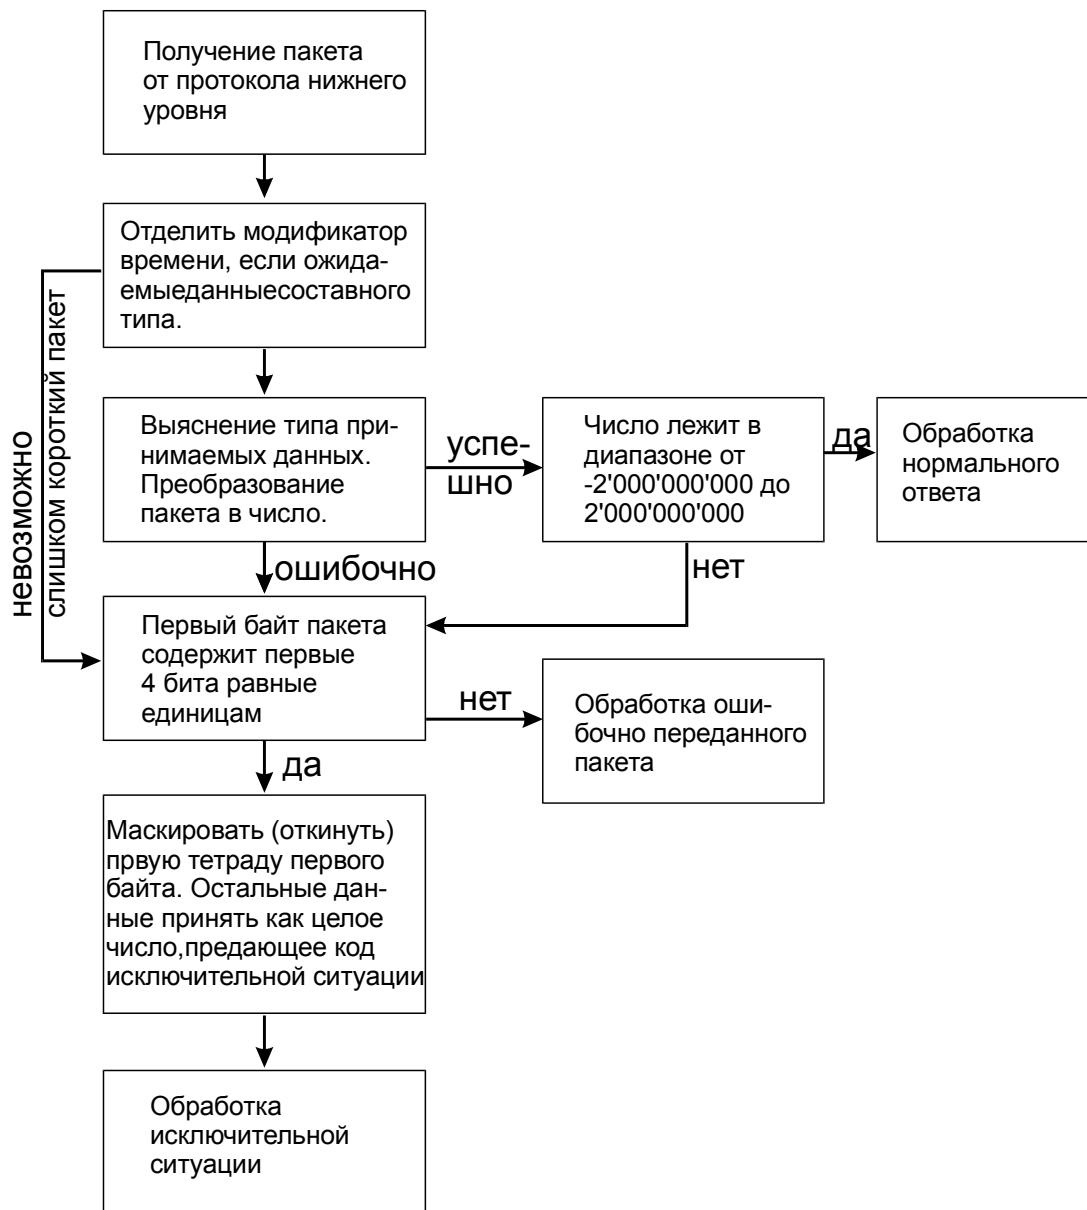 Получение пакета
от протокола нижнего
уровня
Отделить модификатор
времени, если ожида-
емыеданныесоставного
типа.
невозможно
слишком короткий пакет
Выяснение типа при-
нимаемых данных.
Преобразование
пакета в число.
успе-
шно
Число лежит в
диапазоне от
-2'000'000'000 до
2'000'000'000
да
Обработка
нормального
ответа
ошибочно
нет
Первый байт пакета
содержит первые
4 бита равные
единицам
нет
Обработка оши-
бочно переданного
пакета
да
Маскировать (откинуть)
првую тетраду первого
байта. Остальные дан-
ные принять как целое
число,предающее код
исключительной ситуации
Обработка
исключительной
ситуации